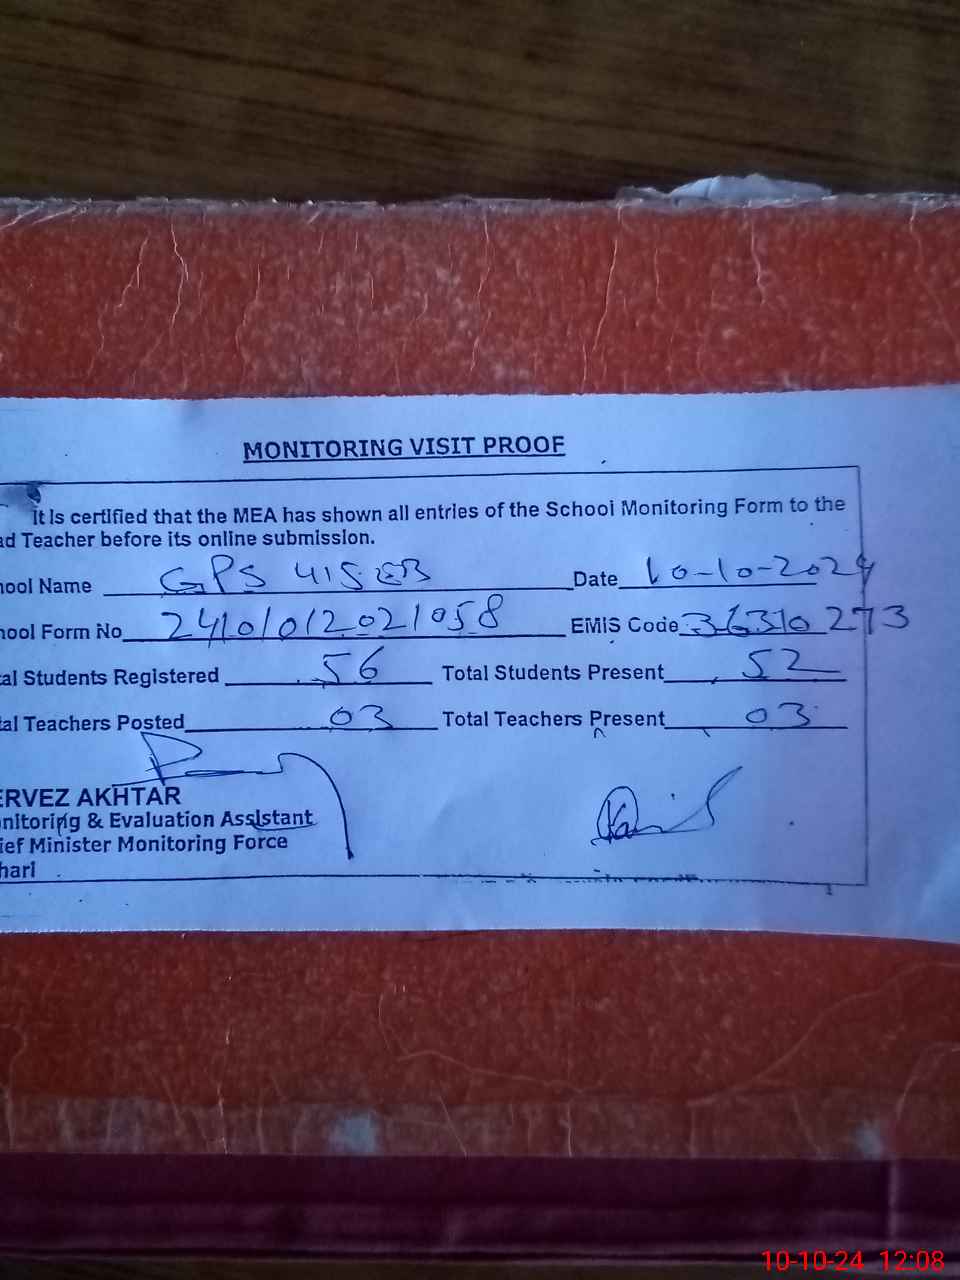 MONITORING VISIT PROOF
It is certified that the MEA has shown all entries of the School Monitoring Form to the
ad Teacher before its online submission.
hool Name GPS 415 EB Date 10-10-2024
hool Form No 24101012021058 EMIS Code 36310273
al Students Registered 56 Total Students Present 52
tal Teachers Posted 03 Total Teachers Present 03
ERVEZ AKHTAR
onitoring & Evaluation Assistant
ief Minister Monitoring Force
hari
10-10-24 12:08